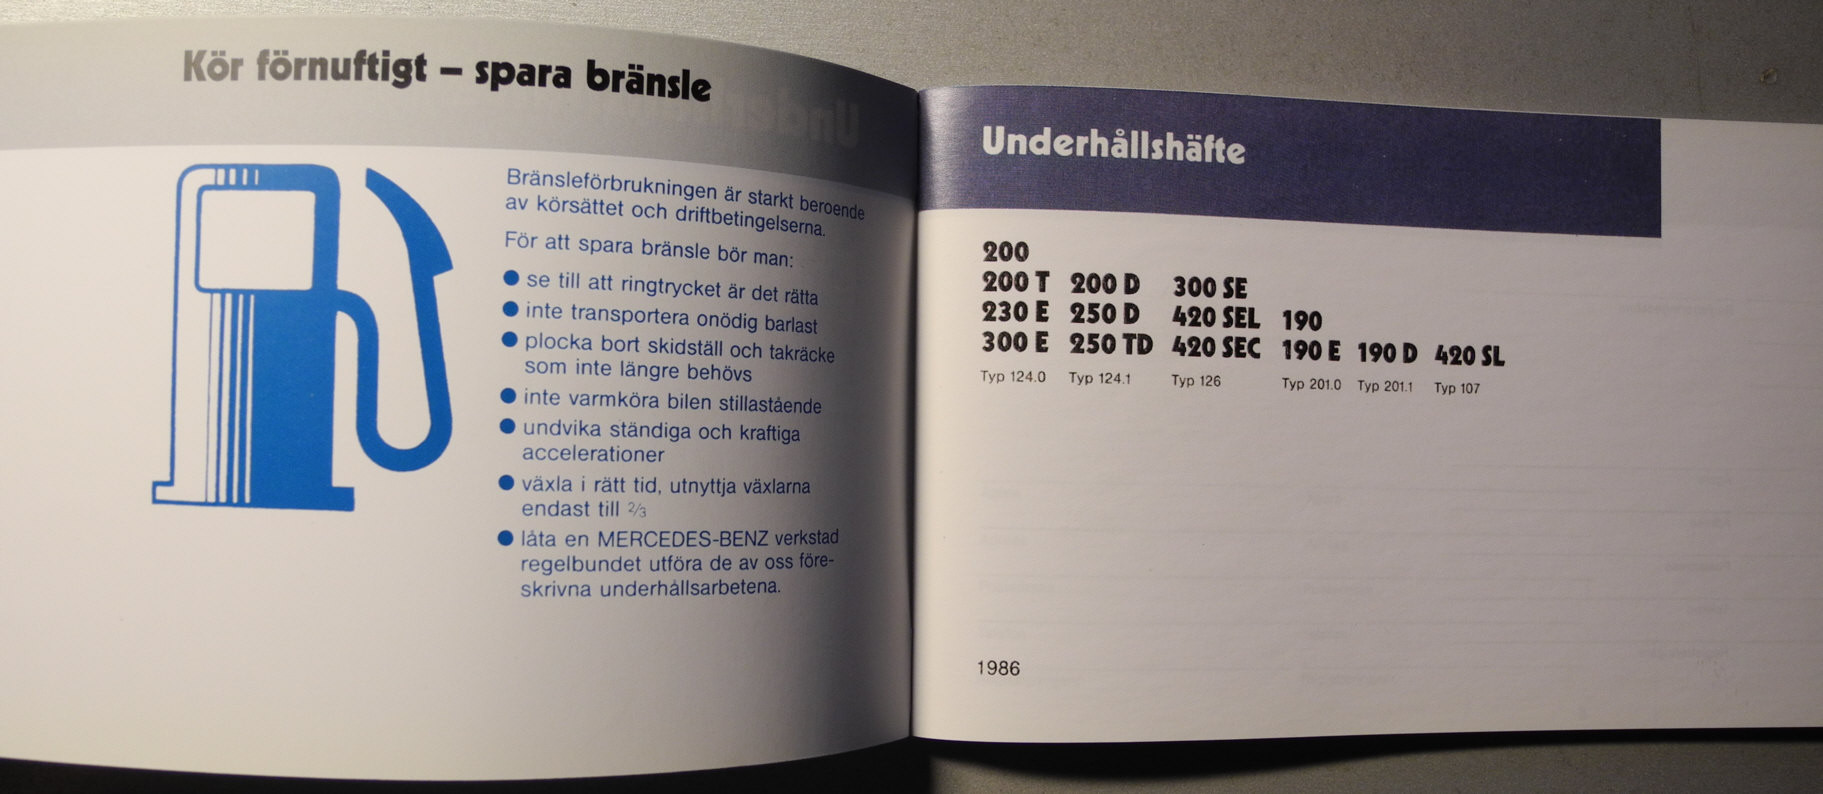 Kör förnuftigt – spara bränsle
Bränsleförbrukningen är starkt beroende
av körsättet och driftbetingelserna.
För att spara bränsle bör man:
● se till att ringtrycket är det rätta
● inte transportera onödig barlast
● plocka bort skidställ och takräcke
som inte längre behövs
● inte varmköra bilen stillastående
● undvika ständiga och kraftiga
accelerationer
● växla i rätt tid, utnyttja växlarna
endast till 2/3
● låta en MERCEDES-BENZ verkstad
regelbundet utföra de av oss före-
skrivna underhållsarbetena.
Underhållshäfte
200
200 T 200 D 300 SE
230 E 250 D 420 SEL 190
300 E 250 TD 420 SEC 190 E 190 D 420 SL
Typ 124.0 Typ 124.1 Typ 126 Typ 201.0 Typ 201.1 Typ 107
1986